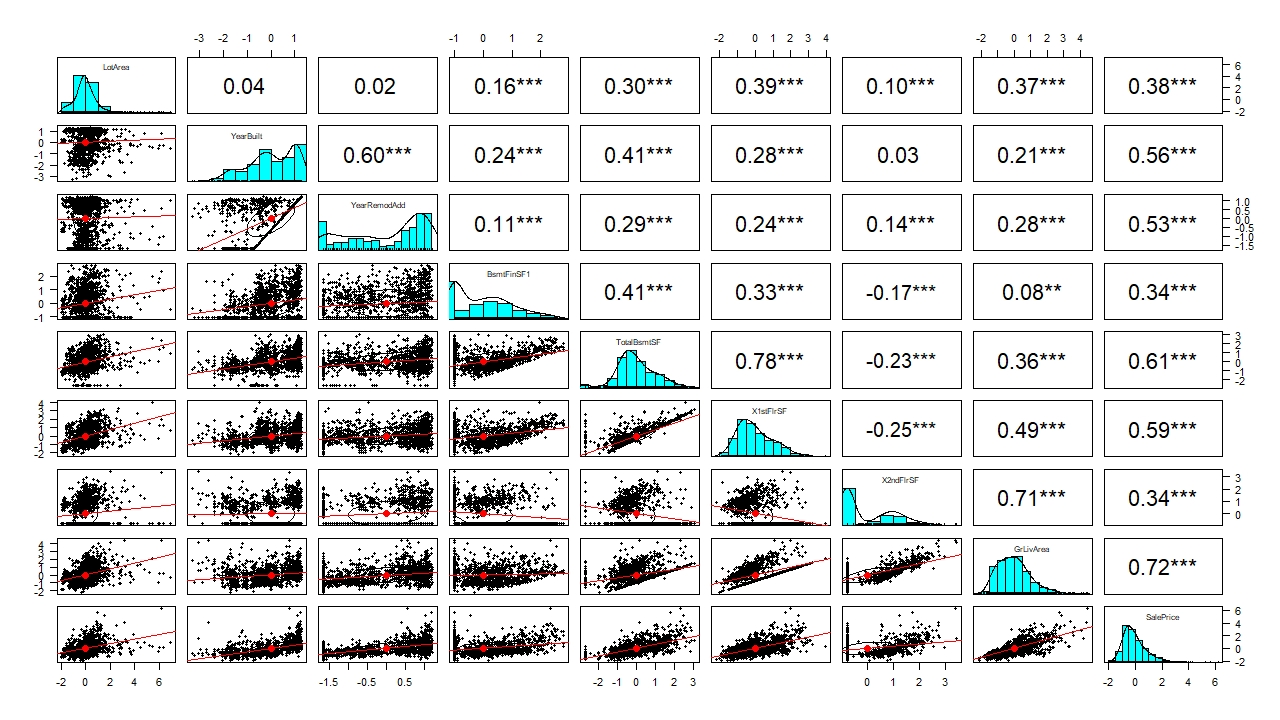 -3 -2 -1 0 1 -1 0 1 2 -2 0 1 2 3 4 -2 0 1 2 3 4
LotArea 0.04 0.02 0.16*** 0.30*** 0.39*** 0.10*** 0.37*** 0.38*** 6 4 2 0 -2
1 0 -1 -2 -3 YearBuilt 0.60*** 0.24*** 0.41*** 0.28*** 0.03 0.21*** 0.56***
YearRemodAdd 0.11*** 0.29*** 0.24*** 0.14*** 0.28*** 0.53*** 1.0 0.5 0.0 -0.5 -1.0 -1.5
2 1 0 -1 BsmtFinSF1 0.41*** 0.33*** -0.17*** 0.08** 0.34***
TotalBsmtSF 0.78*** -0.23*** 0.36*** 0.61*** 3 2 1 0 -1 -2
4 3 2 1 0 -2 X1stFlrSF -0.25*** 0.49*** 0.59***
X2ndFlrSF 0.71*** 0.34*** 3 2 1 0
4 3 2 1 0 -2 GrLivArea 0.72***
SalePrice 6 4 2 0 -2
-2 0 2 4 6 -1.5 -0.5 0.5 -2 -1 0 1 2 3 0 1 2 3 -2 0 2 4 6